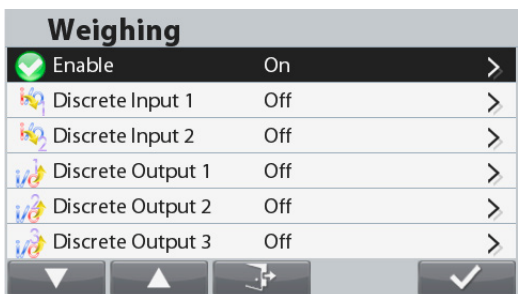 Weighing
Enable On
Discrete Input 1 Off
Discrete Input 2 Off
Discrete Output 1 Off
Discrete Output 2 Off
Discrete Output 3 Off